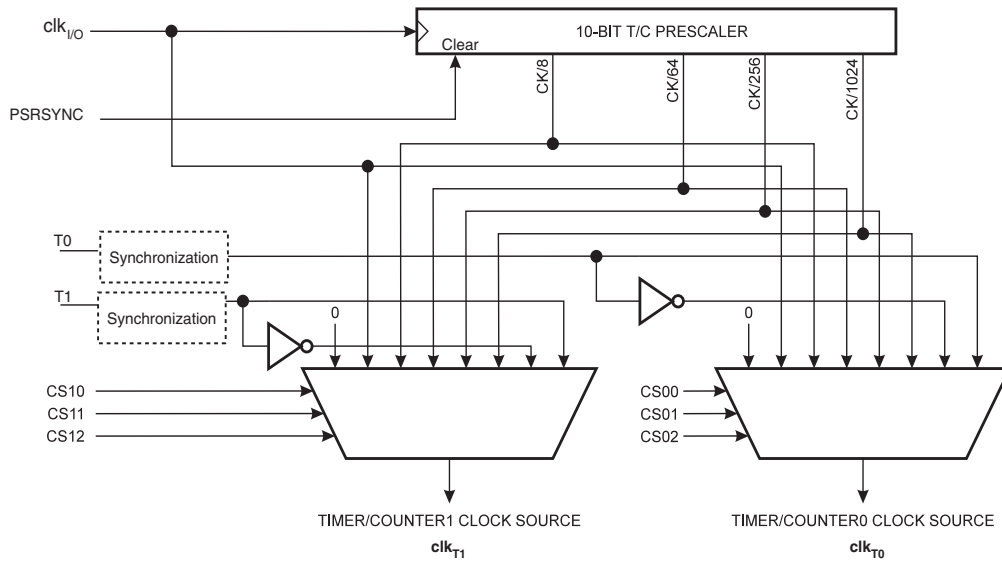 clkI/O
10-BIT T/C PRESCALER
Clear
CK/8
CK/64
CK/256
CK/1024
PSRSYNC
T0
Synchronization
T1
Synchronization
0
0
CS10
CS11
CS12
CS00
CS01
CS02
TIMER/COUNTER1 CLOCK SOURCE
clkT1
TIMER/COUNTER0 CLOCK SOURCE
clkT0